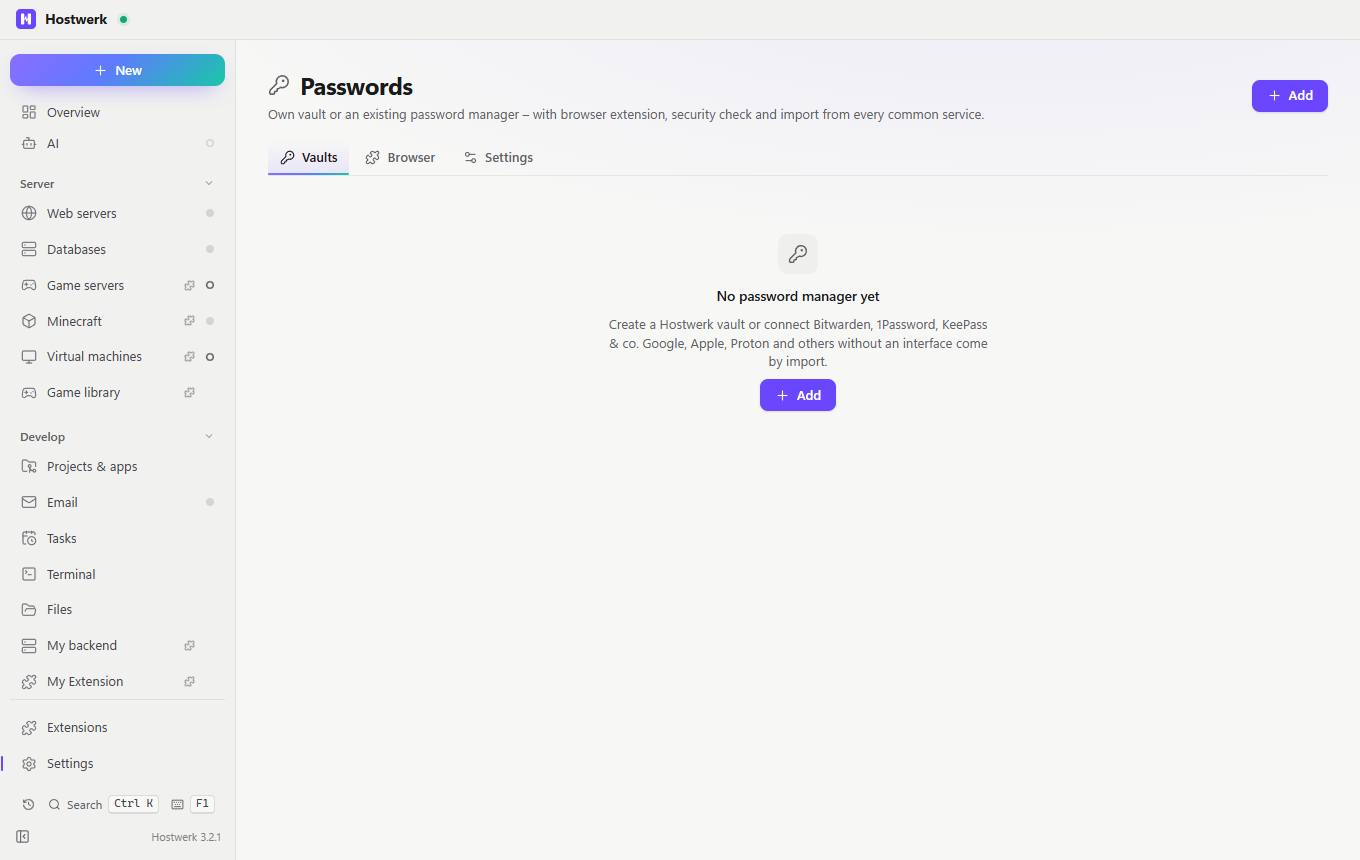 Hostwerk
New
Overview
AI
Server
Web servers
Databases
Game servers
Minecraft
Virtual machines
Game library
Develop
Projects & apps
Email
Tasks
Terminal
Files
My backend
My Extension
Extensions
Settings
Search Ctrl K F1
Hostwerk 3.2.1
Passwords
Own vault or an existing password manager – with browser extension, security check and import from every common service.
Add
Vaults Browser Settings
No password manager yet
Create a Hostwerk vault or connect Bitwarden, 1Password, KeePass
& co. Google, Apple, Proton and others without an interface come
by import.
Add